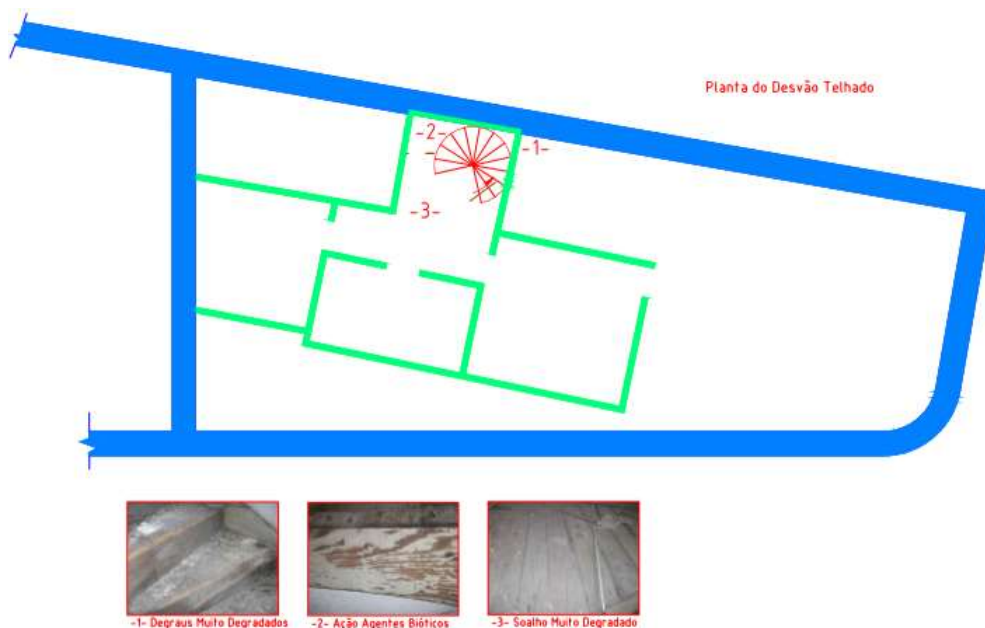 Planta do Desvão Telhado
-2-
-1-
-3-
-1- Degraus Muito Degradados
-2- Ação Agentes Bióticos
-3- Soalho Muito Degradado